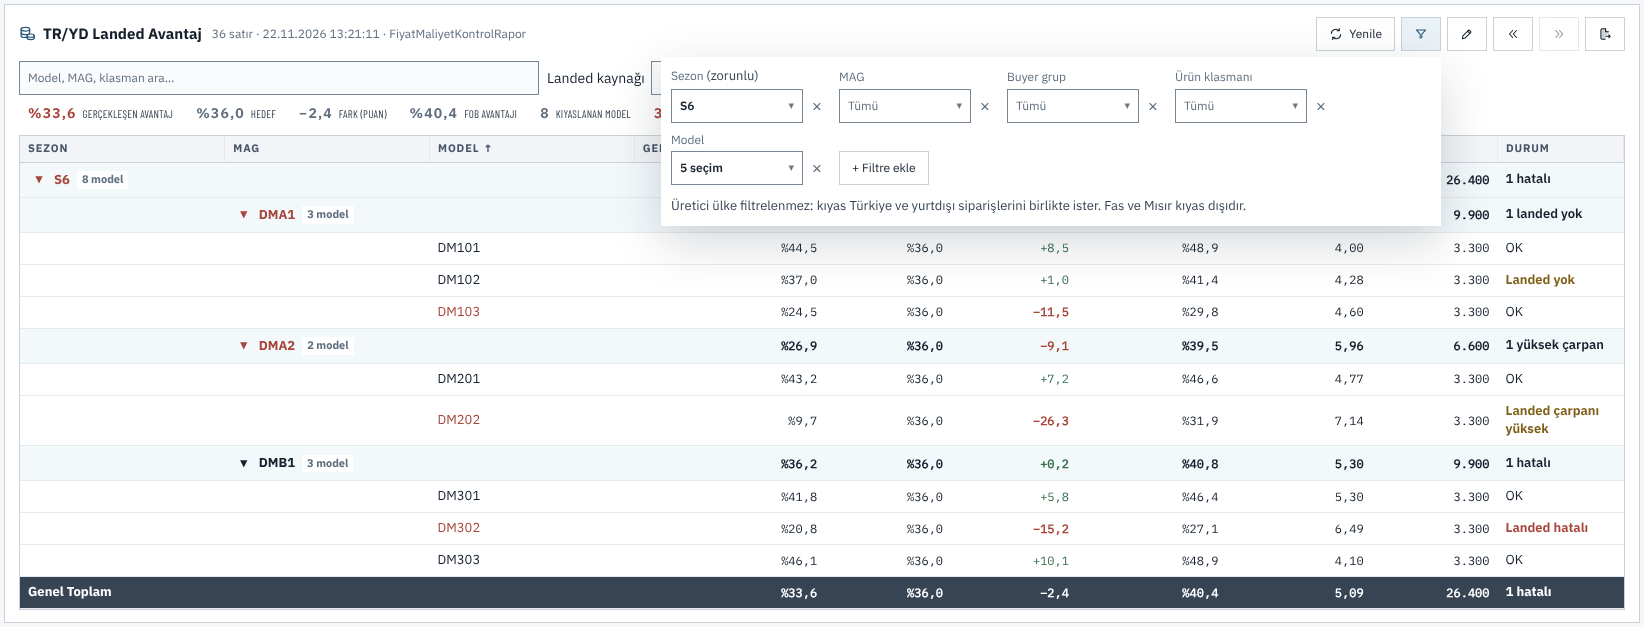 TR/YD Landed Avantaj 36 satır · 22.11.2026 13:21:11 · FiyatMaliyetKontrolRapor Yenile
Model, MAG, klasman ara... Landed kaynağı
%33,6 GERÇEKLEŞEN AVANTAJ %36,0 HEDEF −2,4 FARK (PUAN) %40,4 FOB AVANTAJI 8 KIYASLANAN MODEL 3
Sezon (zorunlu) MAG Buyer grup Ürün klasmanı
S6 ▾ × Tümü ▾ × Tümü ▾ × Tümü ▾ ×
Model
5 seçim ▾ × + Filtre ekle
Üretici ülke filtrelenmez: kıyas Türkiye ve yurtdışı siparişlerini birlikte ister. Fas ve Mısır kıyas dışıdır.
SEZON MAG MODEL ↑ GE DURUM
▼ S6 8 model 26.400 1 hatalı
▼ DMA1 3 model 9.900 1 landed yok
DM101 %44,5 %36,0 +8,5 %48,9 4,00 3.300 OK
DM102 %37,0 %36,0 +1,0 %41,4 4,28 3.300 Landed yok
DM103 %24,5 %36,0 −11,5 %29,8 4,60 3.300 OK
▼ DMA2 2 model %26,9 %36,0 −9,1 %39,5 5,96 6.600 1 yüksek çarpan
DM201 %43,2 %36,0 +7,2 %46,6 4,77 3.300 OK
DM202 %9,7 %36,0 −26,3 %31,9 7,14 3.300 Landed çarpanı
yüksek
▼ DMB1 3 model %36,2 %36,0 +0,2 %40,8 5,30 9.900 1 hatalı
DM301 %41,8 %36,0 +5,8 %46,4 5,30 3.300 OK
DM302 %20,8 %36,0 −15,2 %27,1 6,49 3.300 Landed hatalı
DM303 %46,1 %36,0 +10,1 %48,9 4,10 3.300 OK
Genel Toplam %33,6 %36,0 −2,4 %40,4 5,09 26.400 1 hatalı